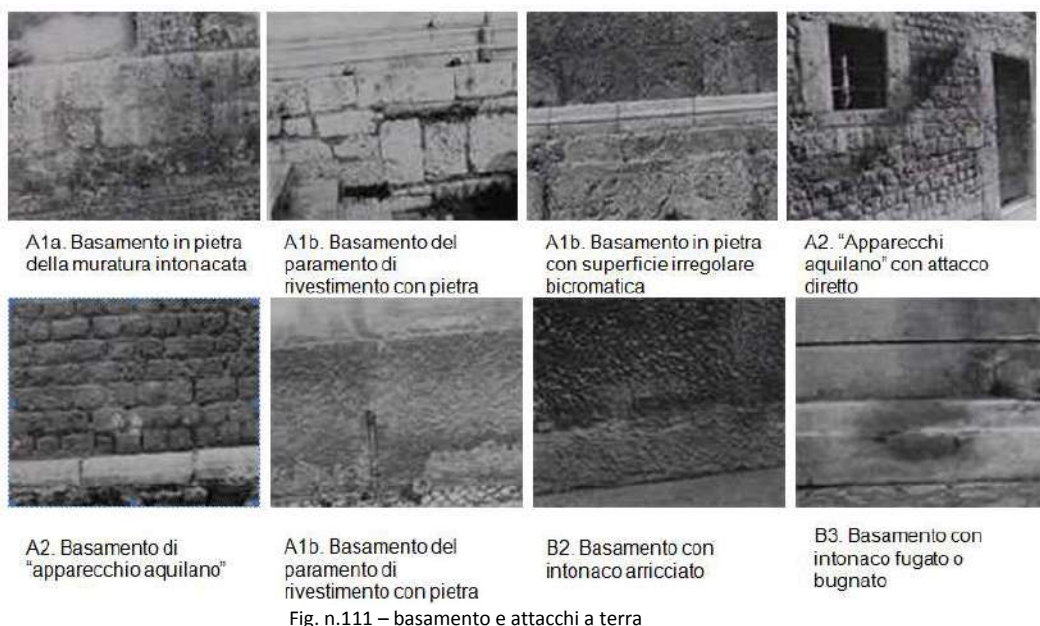 A1a. Basamento in pietra
della muratura intonacata
A1b. Basamento del
paramento di
rivestimento con pietra
A1b. Basamento in pietra
con superficie irregolare
bicromatica
A2. “Apparecchi
aquilano” con attacco
diretto
A2. Basamento di
“apparecchio aquilano”
A1b. Basamento del
paramento di
rivestimento con pietra
B2. Basamento con
intonaco arricciato
B3. Basamento con
intonaco fugato o
bugnato
Fig. n.111 – basamento e attacchi a terra